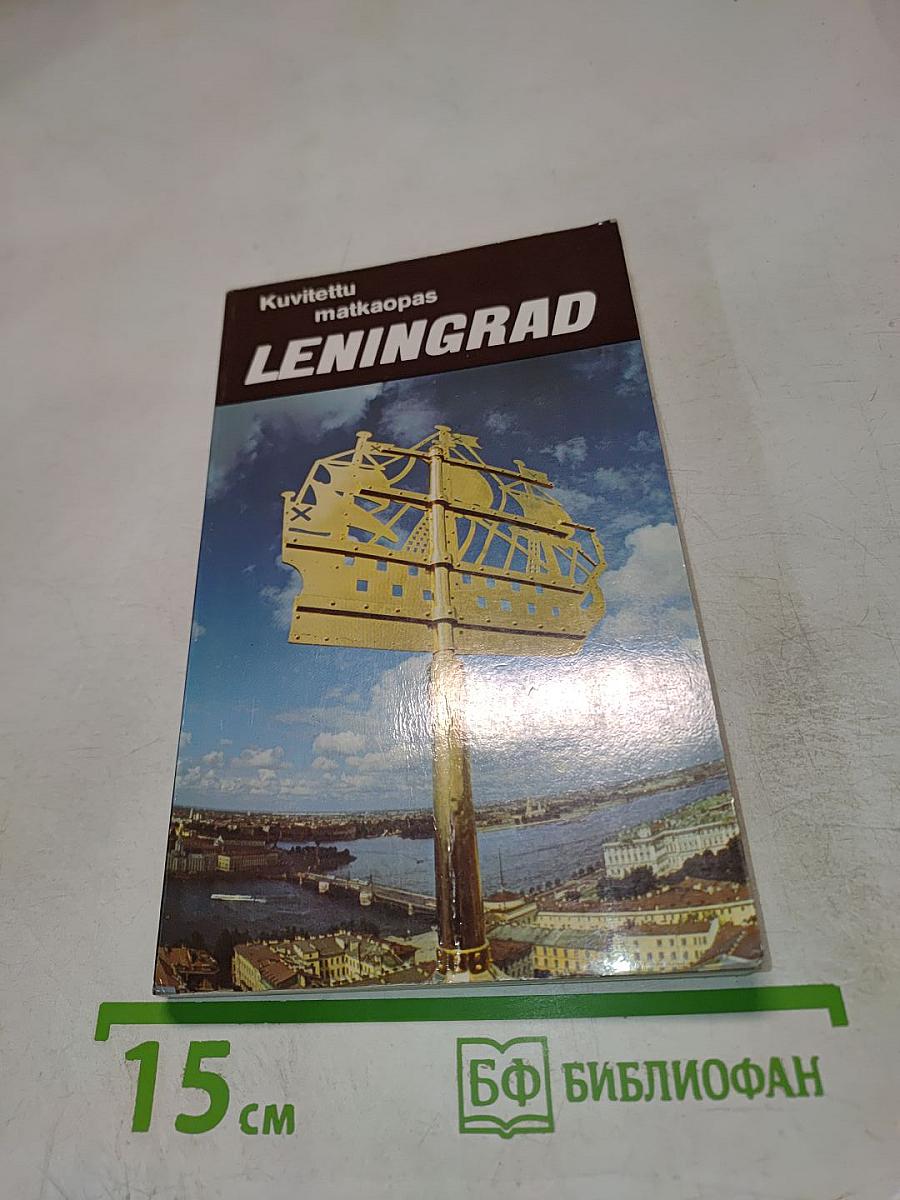 Kuvitettu
matkaopas
LENINGRAD
15 см
БФ БИБЛИОФАН